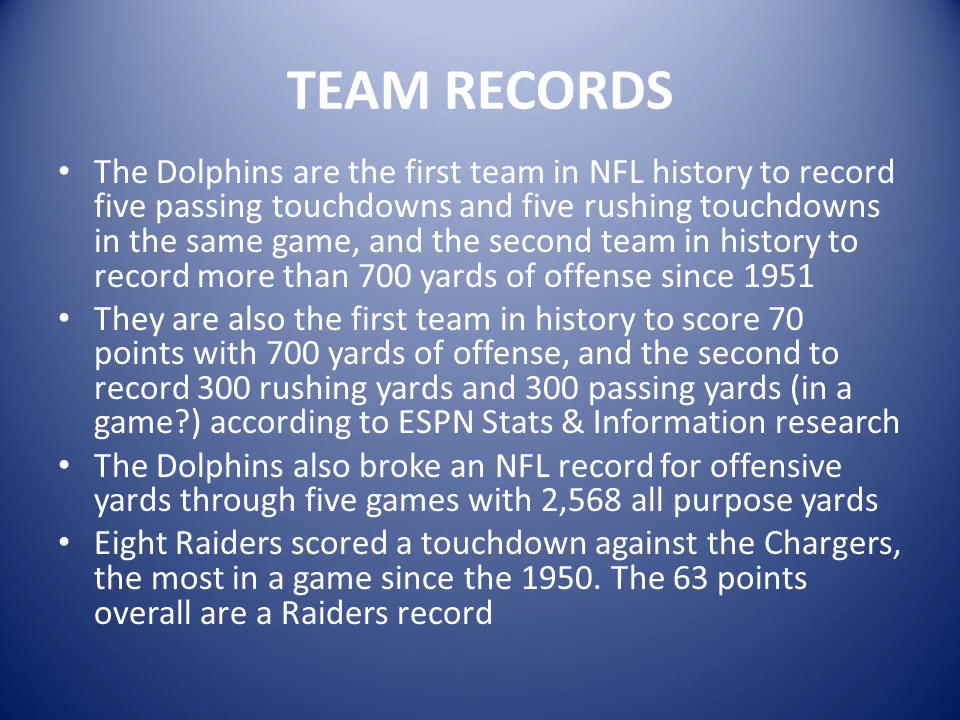 TEAM RECORDS
• The Dolphins are the first team in NFL history to record
five passing touchdowns and five rushing touchdowns
in the same game, and the second team in history to
record more than 700 yards of offense since 1951
• They are also the first team in history to score 70
points with 700 yards of offense, and the second to
record 300 rushing yards and 300 passing yards (in a
game?) according to ESPN Stats & Information research
• The Dolphins also broke an NFL record for offensive
yards through five games with 2,568 all purpose yards
• Eight Raiders scored a touchdown against the Chargers,
the most in a game since the 1950. The 63 points
overall are a Raiders record